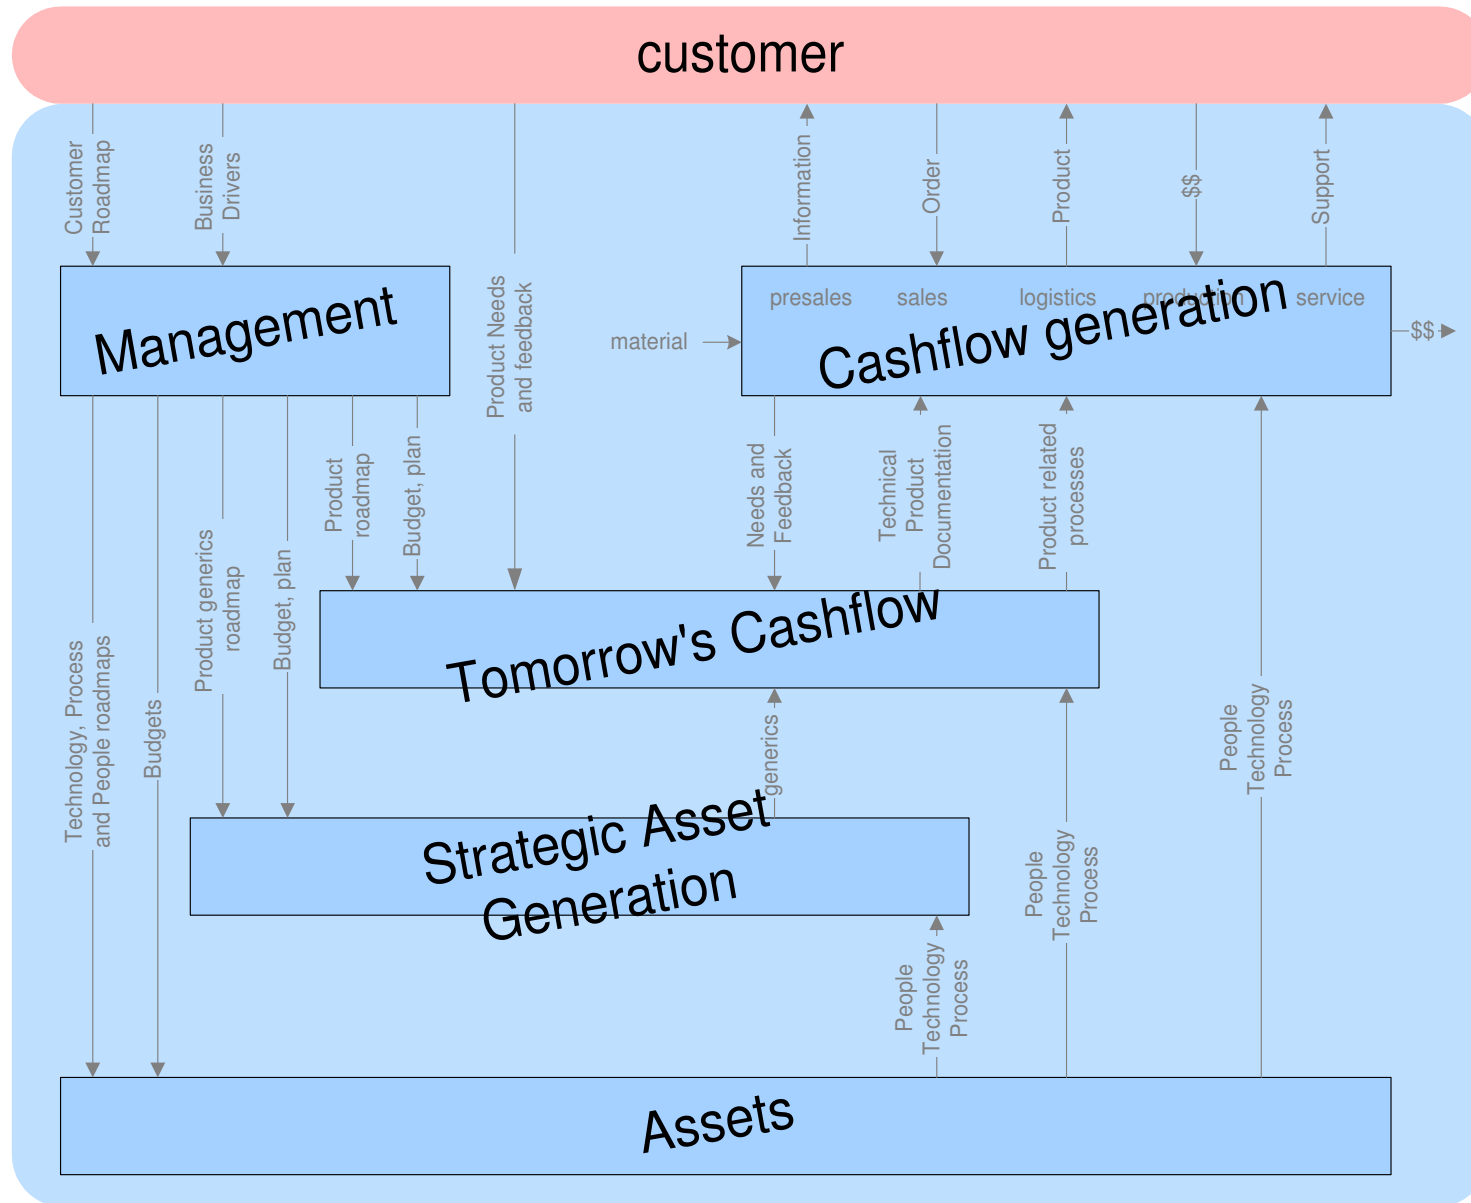 customer
Customer
Roadmap
Business
Drivers
Product Needs
and feedback
Information
Order
Product
$$
Support
Management
presales
sales
logistics
production
service
material
Cashflow generation
$$
Product
roadmap
Budget, plan
Needs and
Feedback
Technical
Product
Documentation
Product related
processes
Product generics
roadmap
Budget, plan
Tomorrow's Cashflow
Technology, Process
and People roadmaps
Budgets
generics
People
Technology
Process
Strategic Asset
Generation
People
Technology
Process
People
Technology
Process
Assets